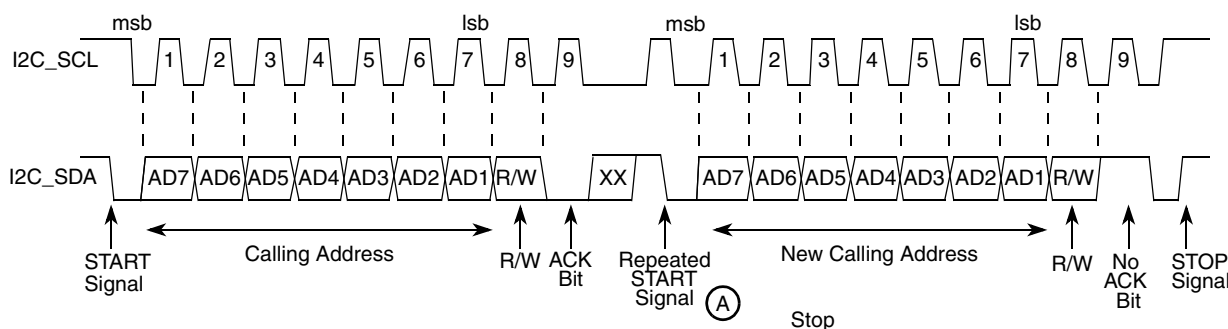 msb lsb msb lsb
I2C_SCL 1 2 3 4 5 6 7 8 9 1 2 3 4 5 6 7 8 9
I2C_SDA AD7 AD6 AD5 AD4 AD3 AD2 AD1 R/W XX AD7 AD6 AD5 AD4 AD3 AD2 AD1 R/W
START
Signal
Calling Address
R/W
ACK
Bit
Repeated
START
Signal
A
New Calling Address
R/W
No
ACK
Bit
STOP
Signal
Stop